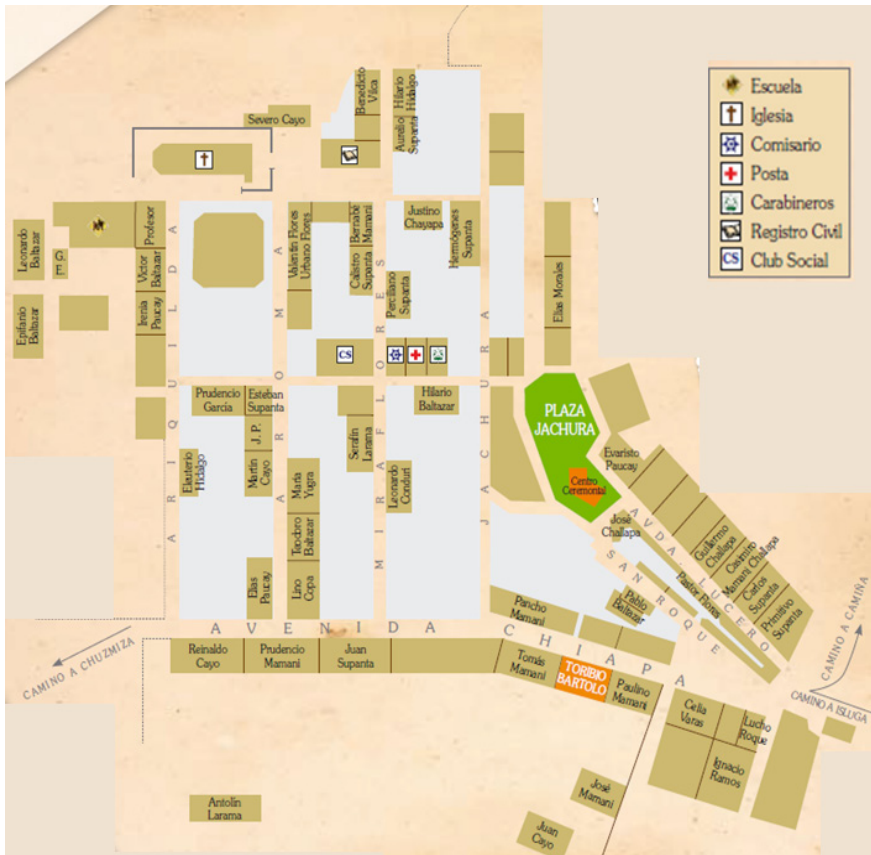 Escuela
Iglesia
Comisario
Posta
Carabineros
Registro Civil
CS Club Social
Benedicto
Vilca
Hilario
Hidalgo
Aurelio
Supanta
Severo Cayo
Leonardo
Baltazar
G.E.
Profesor
Victor
Baltazar
Irenia
Paucay
Epifanio
Baltazar
Valentín Flores
Urbano Flores
Bernabé
Mamani
Calistro
Supanta
Justino
Chayapa
Hermógenes
Supanta
Perciliano
Supanta
Elías Morales
CS
Prudencio
García
Esteban
Supanta
J. P.
Martín
Cayo
Eleuterio
Hidalgo
Serafín
Larama
Hilario
Baltazar
María
Yugra
Leonardo
Conduri
Teodoro
Baltazar
Elías
Paucay
Lino
Copa
PLAZA
JACHURA
Centro
Ceremonial
Evaristo
Paucay
José
Challapa
Guillermo
Challapa
Casimiro
Mamani Challapa
Carlos
Supanta
Primitivo
Supanta
Pastor Flores
Pablo
Baltazar
Pancho
Mamani
ARIQUILDA
AROMA
MIRAFLORES
JACHURA
AVDA. LUCERO
SAN ROQUE
AVENIDA CHIAPA
CAMINO A CHUZMIZA
CAMINO A CAMIÑA
CAMINO A ISLUGA
Reinaldo
Cayo
Prudencio
Mamani
Juan
Supanta
Tomás
Mamani
TORIBIO
BARTOLO
Paulino
Mamani
Celia
Varas
Lucho
Roque
Ignacio
Ramos
José
Mamani
Juan
Cayo
Antolín
Larama